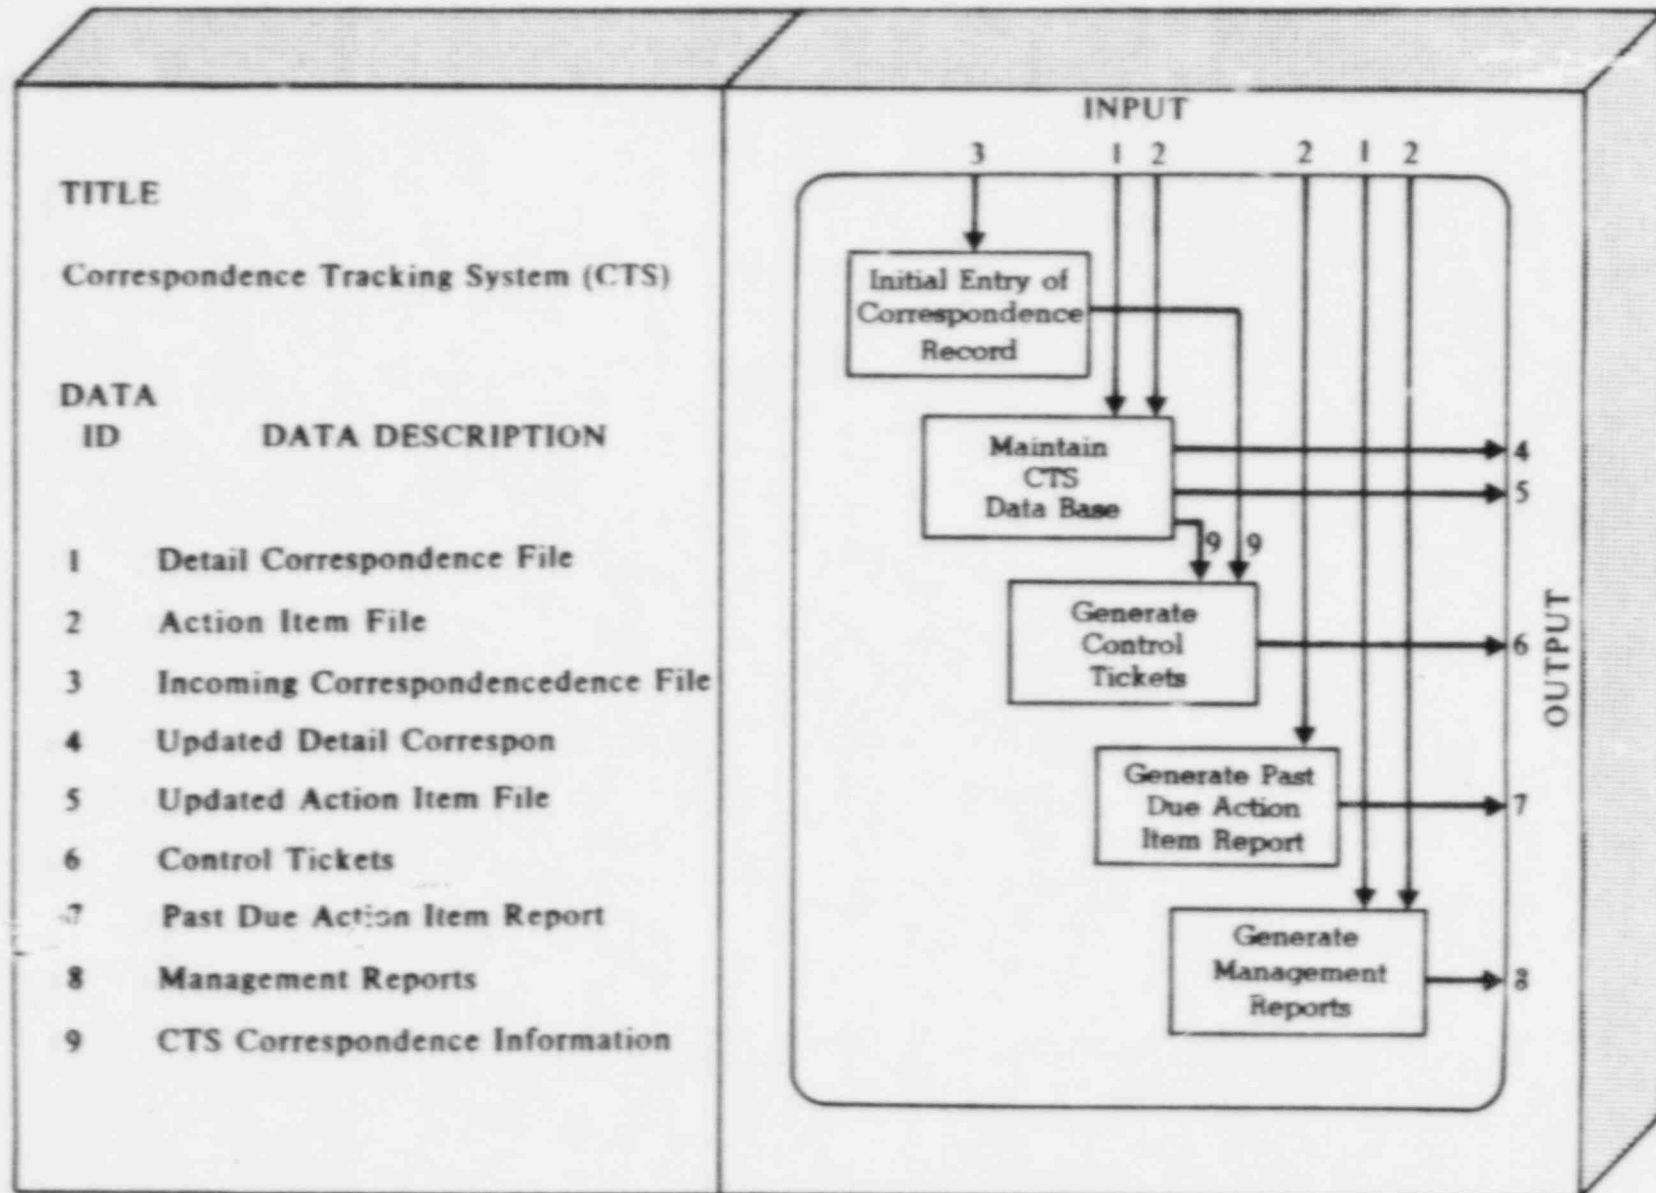 TITLE
Correspondence Tracking System (CTS)
DATA
ID DATA DESCRIPTION
1 Detail Correspondence File
2 Action Item File
3 Incoming Correspondencedence File
4 Updated Detail Correspon
5 Updated Action Item File
6 Control Tickets
7 Past Due Action Item Report
8 Management Reports
9 CTS Correspondence Information
INPUT
3 1 2 2 1 2
Initial Entry of
Correspondence
Record
Maintain
CTS
Data Base
4
5
9 9
Generate
Control
Tickets
6
OUTPUT
Generate Past
Due Action
Item Report
7
Generate
Management
Reports
8